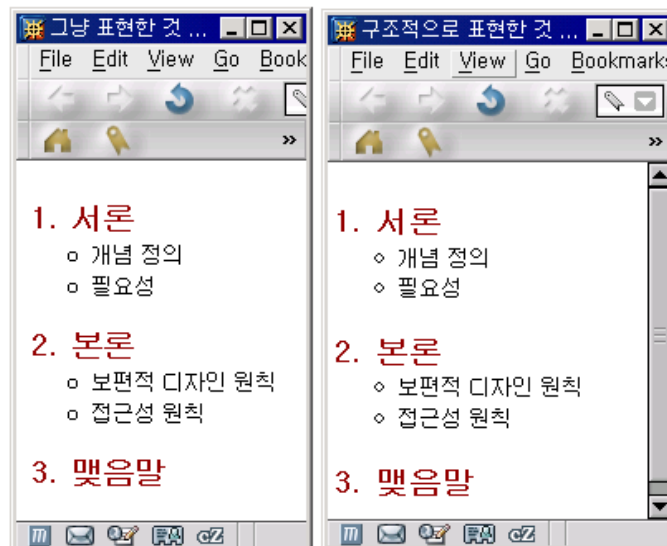 그냥 표현한 것 ...
File Edit View Go Book
»
1. 서론
개념 정의
필요성
2. 본론
보편적 디자인 원칙
접근성 원칙
3. 맺음말
m cZ
구조적으로 표현한 것 ...
File Edit View Go Bookmarks
»
1. 서론
개념 정의
필요성
2. 본론
보편적 디자인 원칙
접근성 원칙
3. 맺음말
m cZ